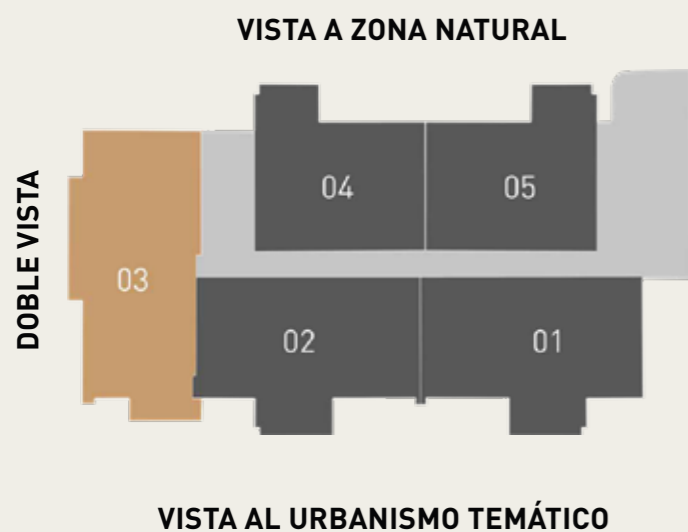 VISTA A ZONA NATURAL
DOBLE VISTA
04
05
03
02
01
VISTA AL URBANISMO TEMÁTICO